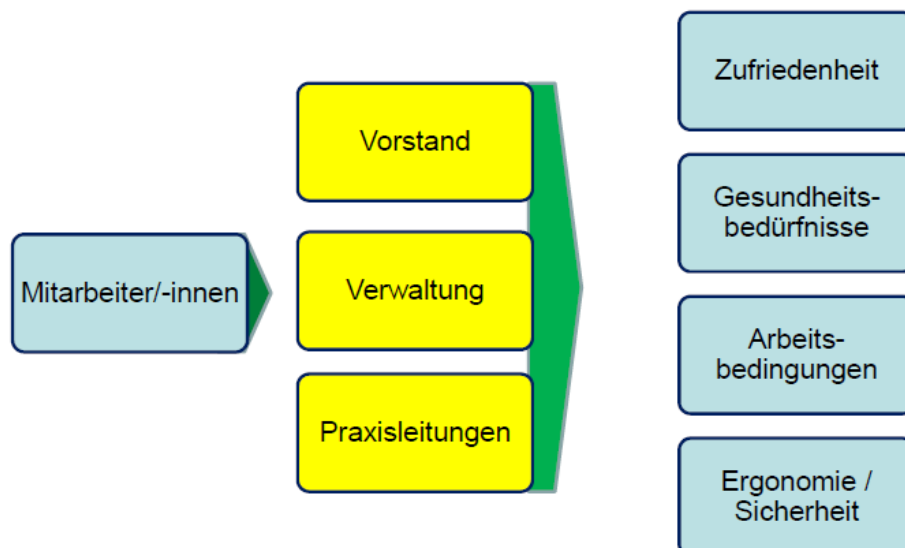 Mitarbeiter/-innen
Vorstand
Verwaltung
Praxisleitungen
Zufriedenheit
Gesundheits-
bedürfnisse
Arbeits-
bedingungen
Ergonomie /
Sicherheit